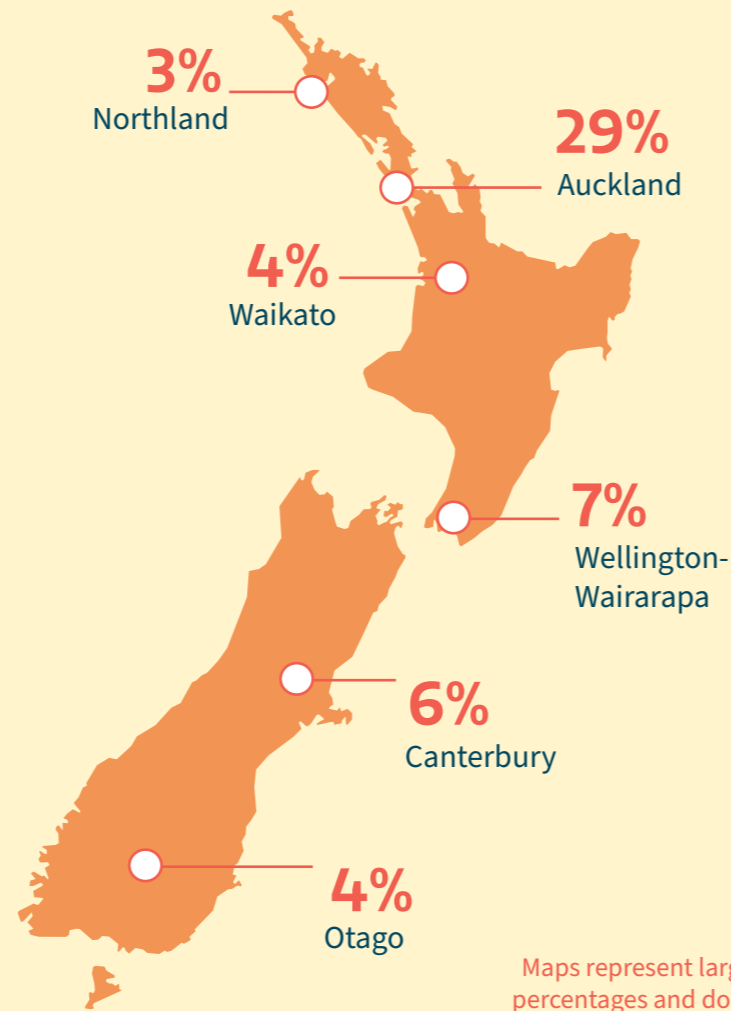 3%
Northland
29%
Auckland
4%
Waikato
7%
Wellington-
Wairarapa
6%
Canterbury
4%
Otago
Maps represent
percentages and